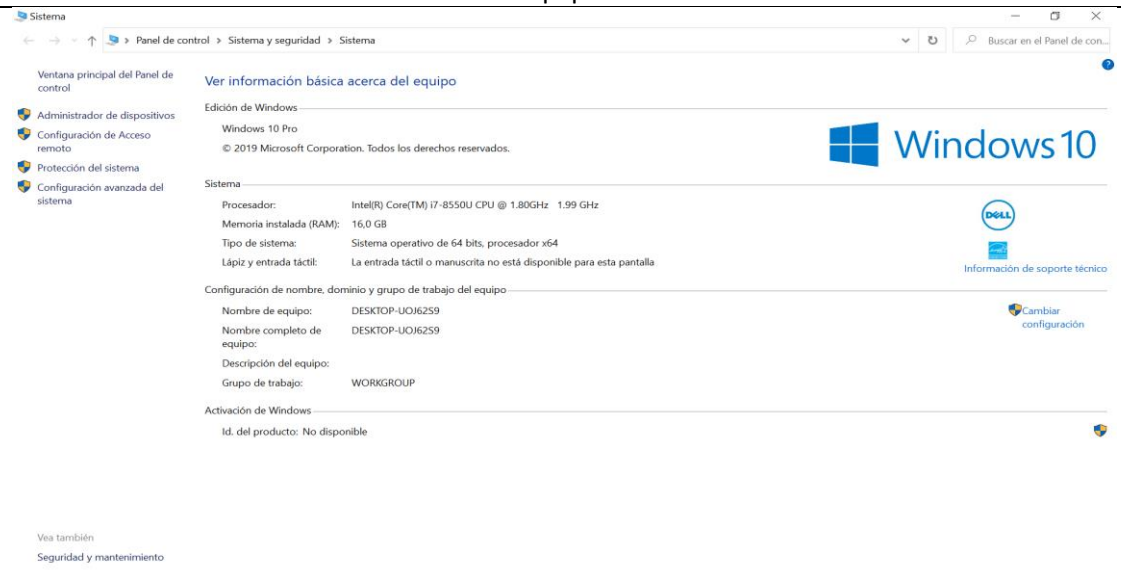 Sistema
Panel de control > Sistema y seguridad > Sistema
Buscar en el Panel de con...
Ventana principal del Panel de
control
Administrador de dispositivos
Configuración de Acceso
remoto
Protección del sistema
Configuración avanzada del
sistema
Ver información básica acerca del equipo
Edición de Windows
Windows 10 Pro
© 2019 Microsoft Corporation. Todos los derechos reservados.
Windows 10
Sistema
Procesador: Intel(R) Core(TM) i7-8550U CPU @ 1.80GHz 1.99 GHz
Memoria instalada (RAM): 16,0 GB
Tipo de sistema: Sistema operativo de 64 bits, procesador x64
Lápiz y entrada táctil: La entrada táctil o manuscrita no está disponible para esta pantalla
DELL
Información de soporte técnico
Configuración de nombre, dominio y grupo de trabajo del equipo
Nombre de equipo: DESKTOP-UOJ62S9
Nombre completo de DESKTOP-UOJ62S9
equipo:
Descripción del equipo:
Grupo de trabajo: WORKGROUP
Cambiar
configuración
Activación de Windows
Id. del producto: No disponible
Vea también
Seguridad y mantenimiento